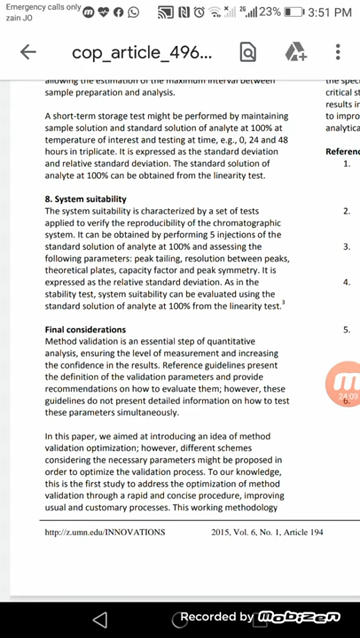 Emergency calls only
zain JO
23% 3:51 PM
cop_article_496...
allowing the estimation of the maximum interval between
sample preparation and analysis.
A short-term storage test might be performed by maintaining
sample solution and standard solution of analyte at 100% at
temperature of interest and testing at time, e.g., 0, 24 and 48
hours in triplicate. It is expressed as the standard deviation
and relative standard deviation. The standard solution of
analyte at 100% can be obtained from the linearity test.
8. System suitability
The system suitability is characterized by a set of tests
applied to verify the reproducibility of the chromatographic
system. It can be obtained by performing 5 injections of the
standard solution of analyte at 100% and assessing the
following parameters: peak tailing, resolution between peaks,
theoretical plates, capacity factor and peak symmetry. It is
expressed as the relative standard deviation. As in the
stability test, system suitability can be evaluated using the
standard solution of analyte at 100% from the linearity test.3
Final considerations
Method validation is an essential step of quantitative
analysis, ensuring the level of measurement and increasing
the confidence in the results. Reference guidelines present
the definition of the validation parameters and provide
recommendations on how to evaluate them; however, these
guidelines do not present detailed information on how to test
these parameters simultaneously.
In this paper, we aimed at introducing an idea of method
validation optimization; however, different schemes
considering the necessary parameters might be proposed in
order to optimize the validation process. To our knowledge,
this is the first study to address the optimization of method
validation through a rapid and concise procedure, improving
usual and customary processes. This working methodology
http://z.umn.edu/INNOVATIONS 2015, Vol. 6, No. 1, Article 194
the spec
critical st
results in
to impro
analytica
Referenc
1.
2.
3.
4.
5.
6.
24:09
Recorded by Mobizen